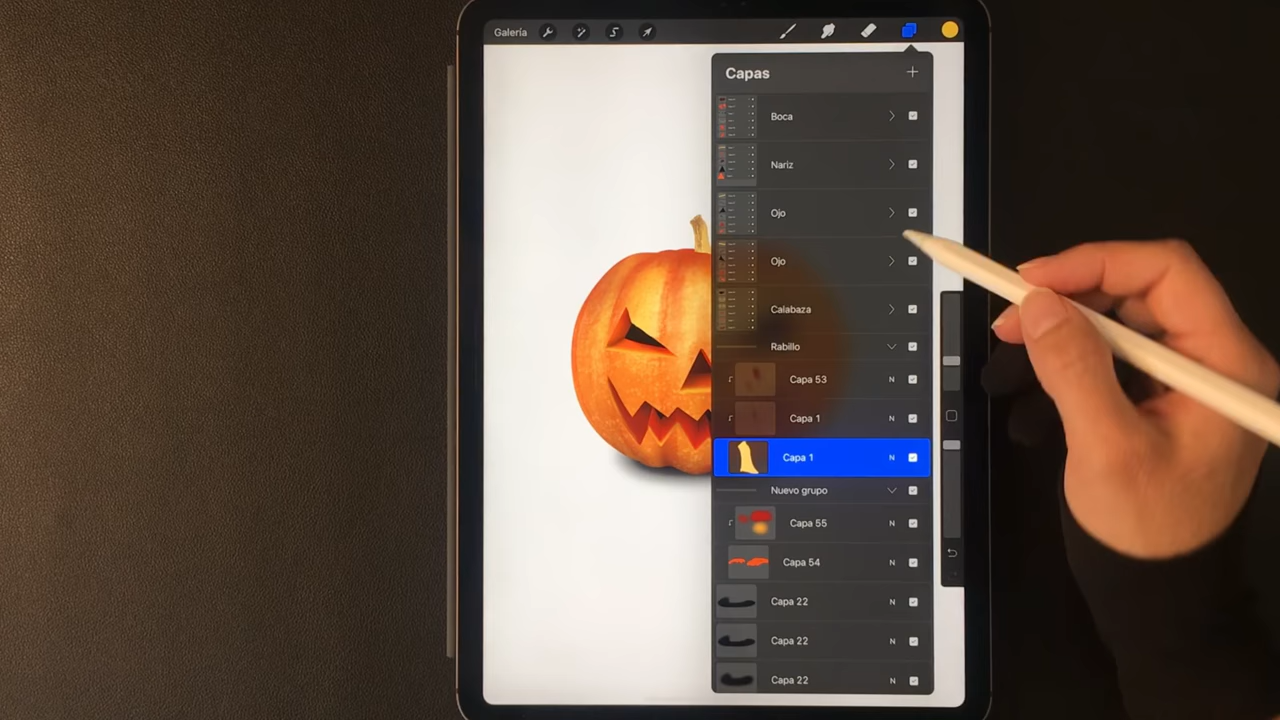 Galería
Capas
Boca
Nariz
Ojo
Ojo
Calabaza
Rabillo
Capa 53 N
Capa 1 N
Capa 1 N
Nuevo grupo
Capa 55 N
Capa 54 N
Capa 22 N
Capa 22 N
Capa 22 N